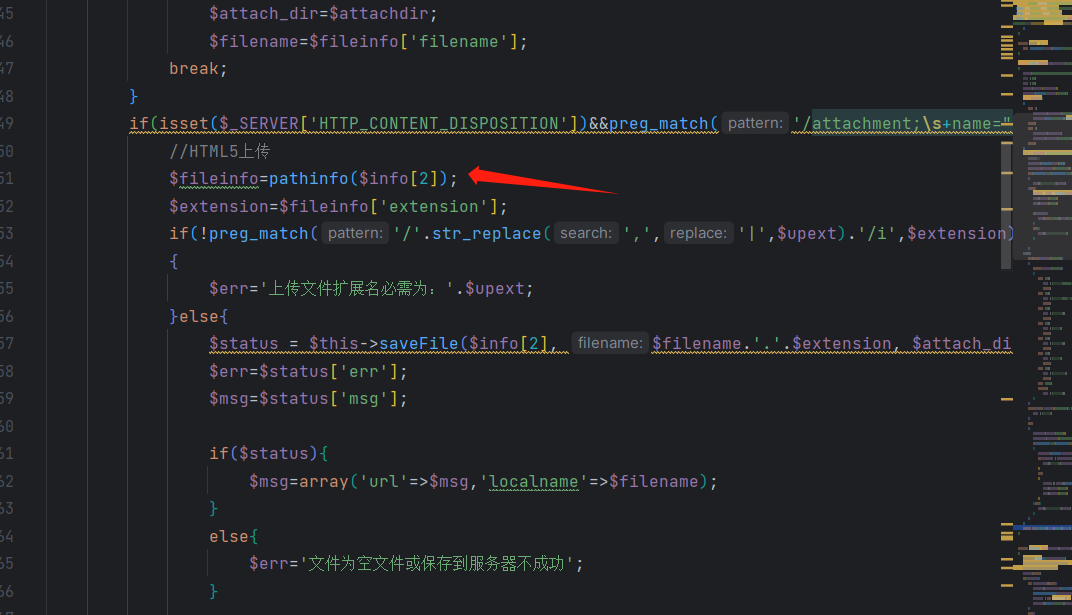 45 $attach_dir=$attachdir;
46 $filename=$fileinfo['filename'];
47 break;
48 }
49 if(isset($_SERVER['HTTP_CONTENT_DISPOSITION'])&&preg_match( pattern: '/attachment;\s+name="
50 //HTML5上传
51 $fileinfo=pathinfo($info[2]);
52 $extension=$fileinfo['extension'];
53 if(!preg_match( pattern: '/'.str_replace( search: ',', replace: '|',$upext).'/i',$extension)
54 {
55 $err='上传文件扩展名必需为：'.$upext;
56 }else{
57 $status = $this->saveFile($info[2], filename: $filename.'.'.$extension, $attach_di
58 $err=$status['err'];
59 $msg=$status['msg'];
60
61 if($status){
62 $msg=array('url'=>$msg,'localname'=>$filename);
63 }
64 else{
65 $err='文件为空文件或保存到服务器不成功';
66 }